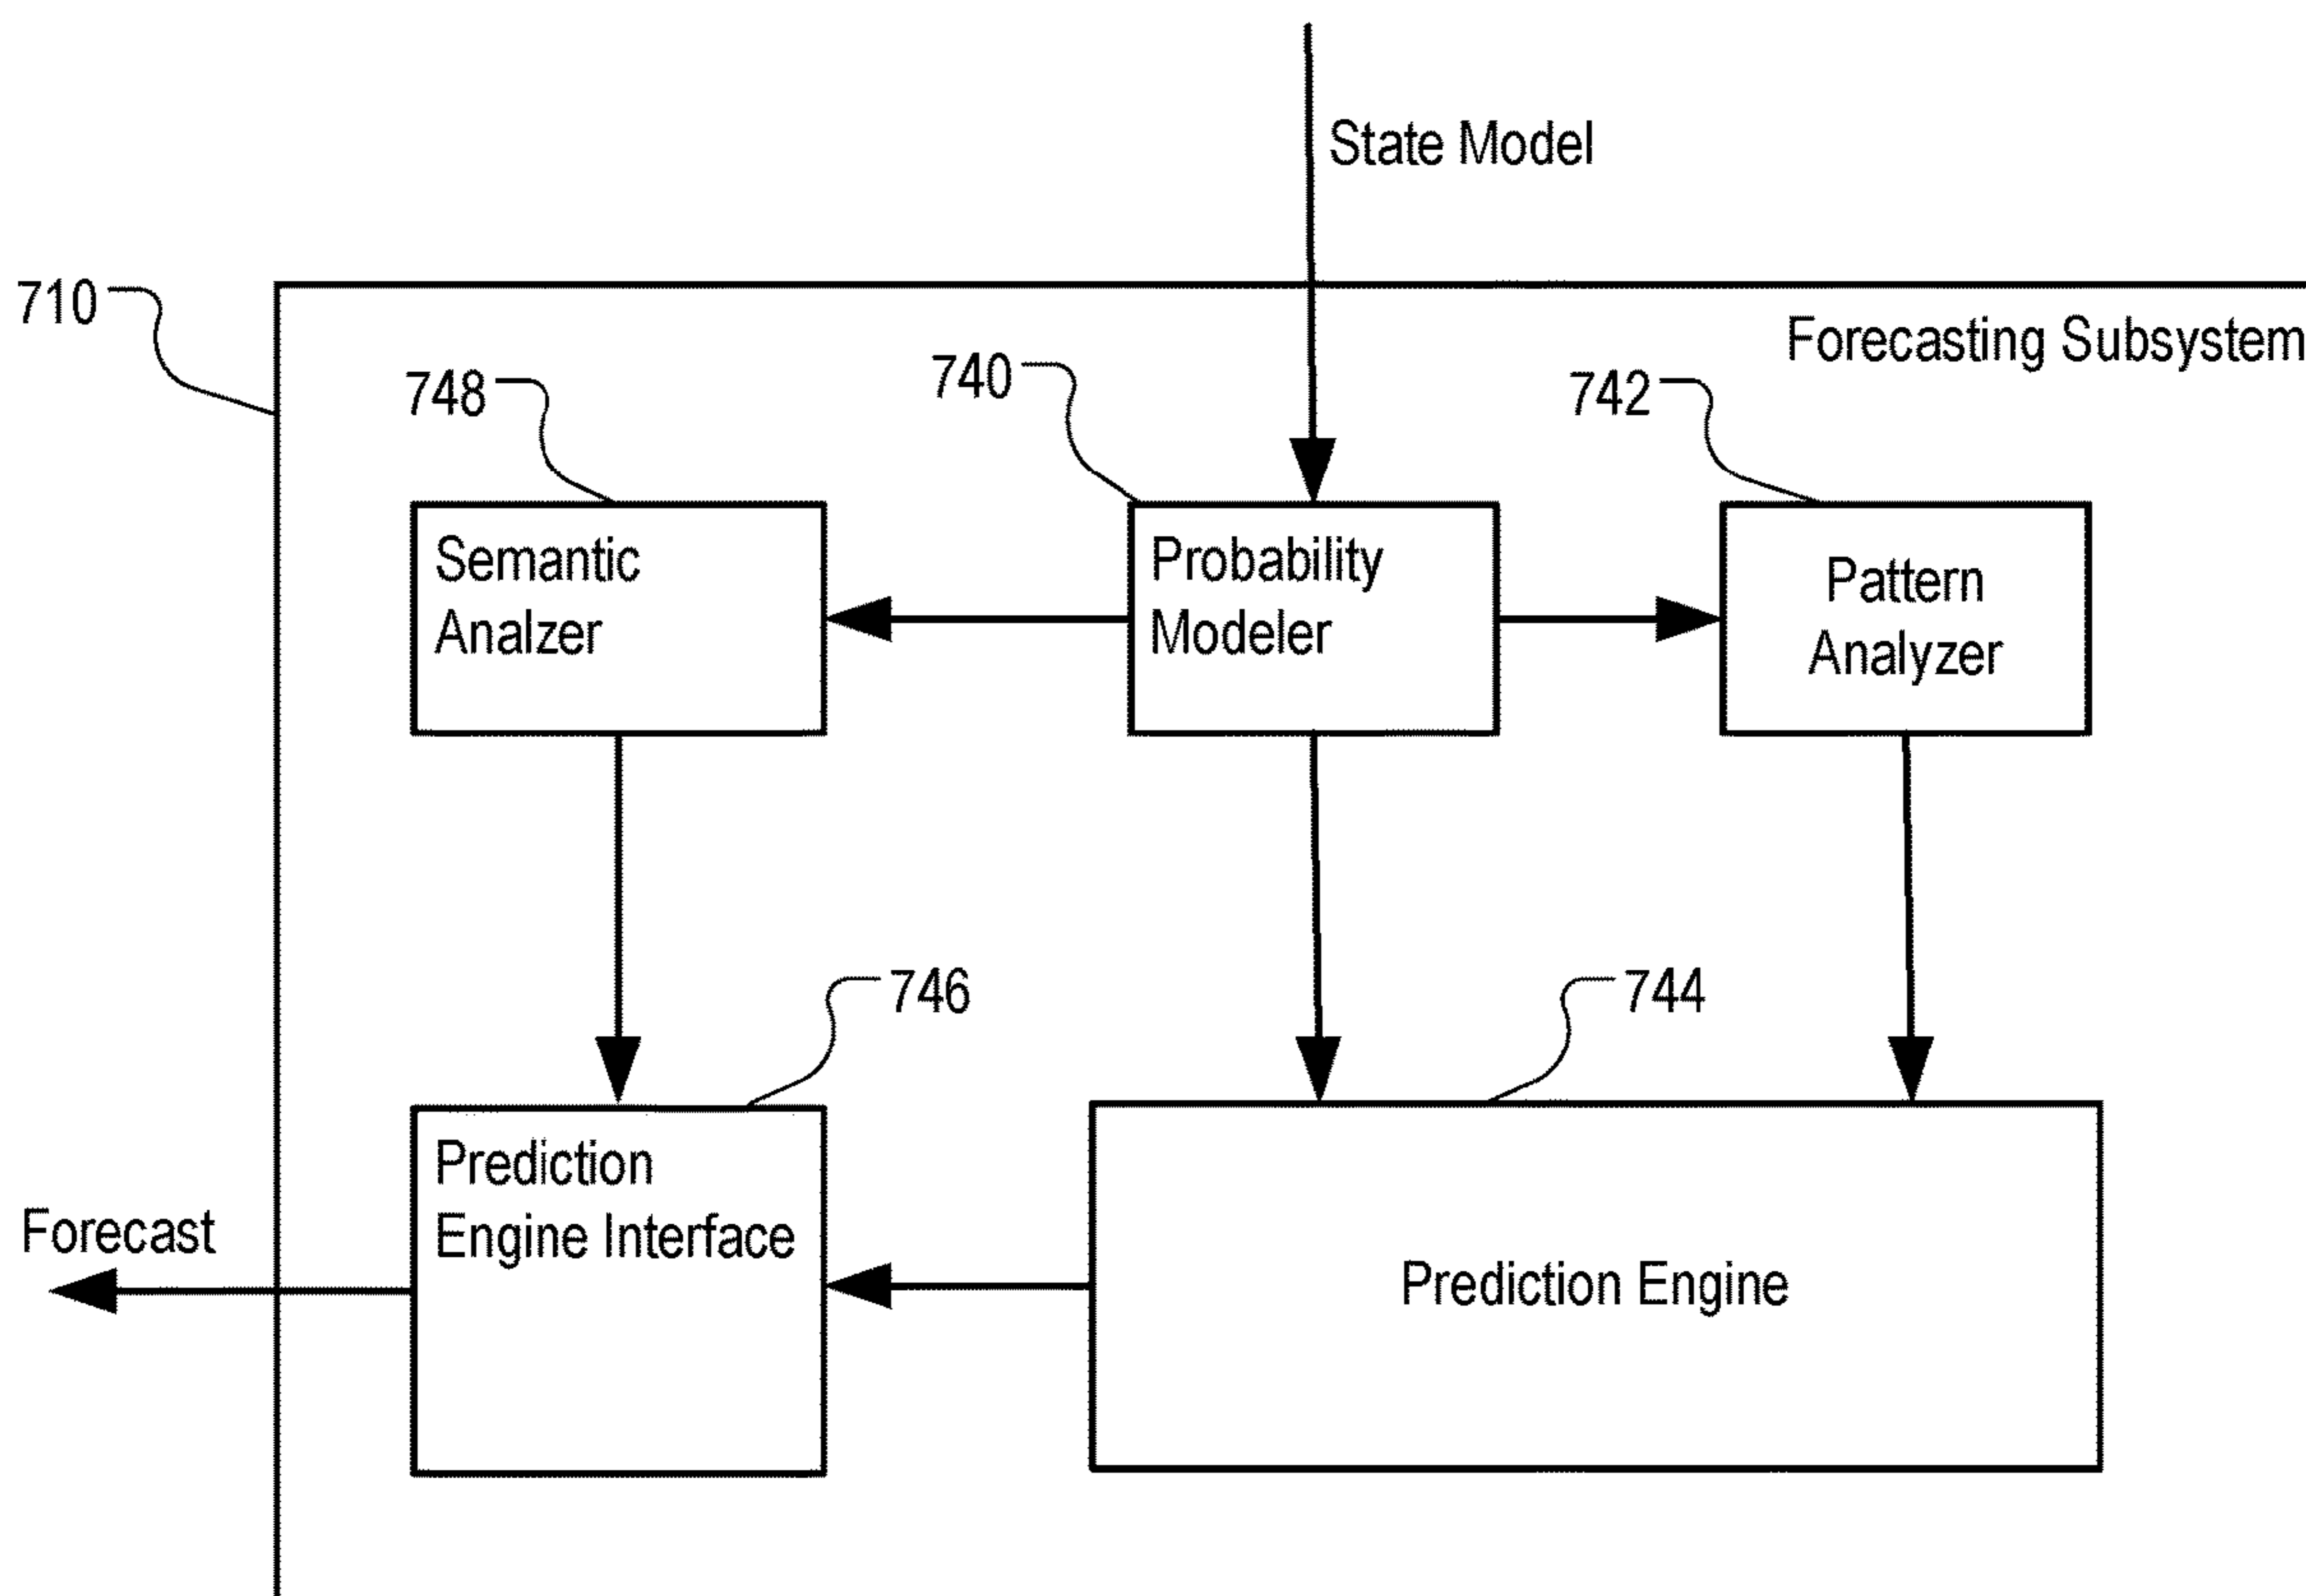 State Model
710
Forecasting Subsystem
748
740
742
Semantic
Analzer
Probability
Modeler
Pattern
Analyzer
746
744
Prediction
Engine Interface
Forecast
Prediction Engine